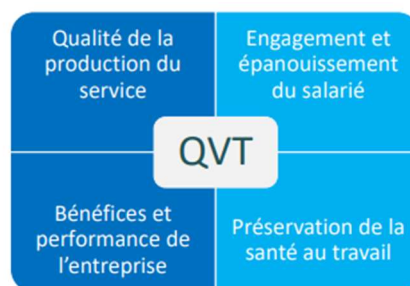 Qualité de la
production du
service
Engagement et
épanouissement
du salarié
QVT
Bénéfices et
performance de
l'entreprise
Préservation de la
santé au travail